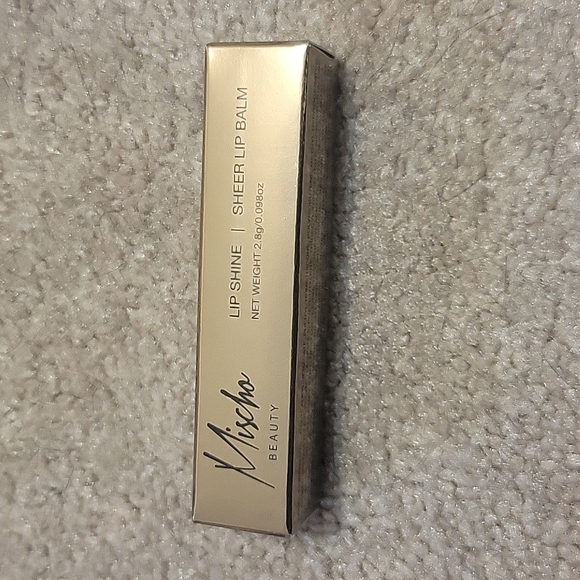 Mischo
BEAUTY
LIP SHINE | SHEER LIP BALM
NET WEIGHT 2.8g/0.098oz